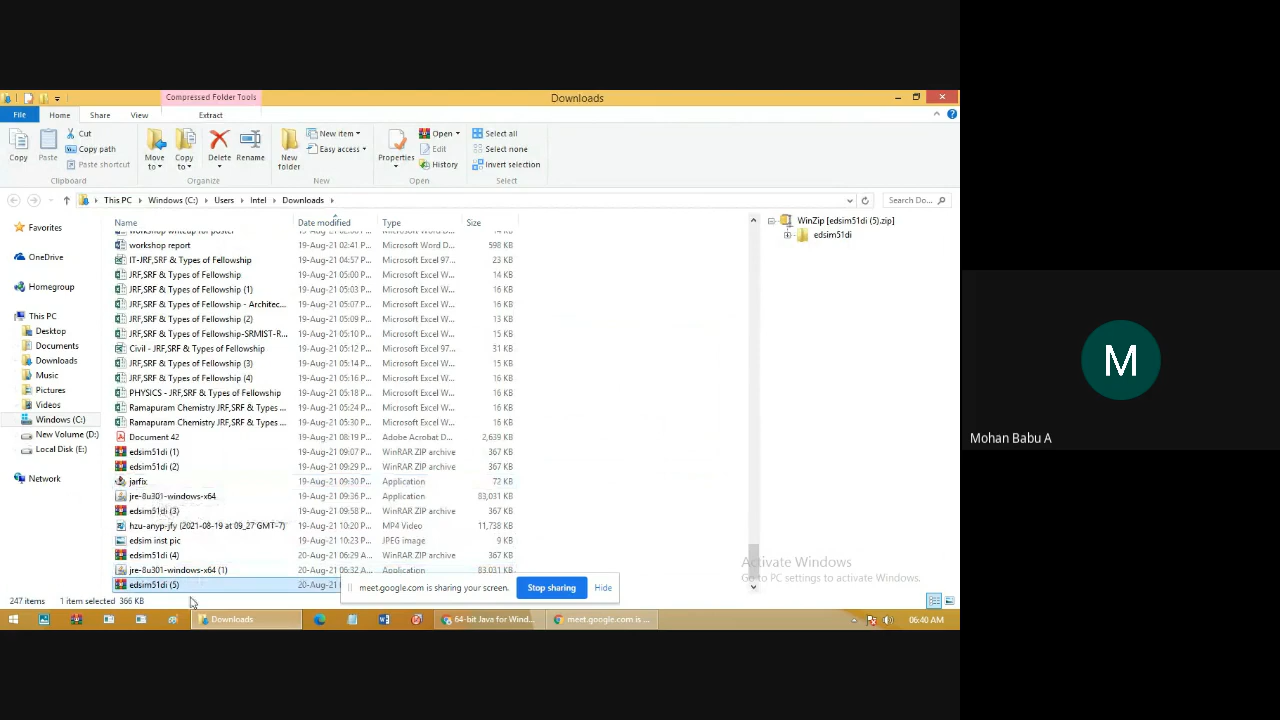 Compressed Folder Tools
Downloads
File Home Share View Extract
Copy
Paste
Cut
Copy path
Paste shortcut
Move to
Copy to
Delete
Rename
New folder
New item
Easy access
Properties
Open
Edit
History
Select all
Select none
Invert selection
Clipboard Organize New Open Select
This PC Windows (C:) Users Intel Downloads
Search Do...
Name Date modified Type Size
Favorites
OneDrive
Homegroup
This PC
Desktop
Documents
Downloads
Music
Pictures
Videos
Windows (C:)
New Volume (D:)
Local Disk (E:)
Network
workshop report 19-Aug-21 02:41 P... Microsoft Word D... 598 KB
IT-JRF,SRF & Types of Fellowship 19-Aug-21 04:57 P... Microsoft Excel 97... 23 KB
JRF,SRF & Types of Fellowship 19-Aug-21 05:00 P... Microsoft Excel W... 14 KB
JRF,SRF & Types of Fellowship (1) 19-Aug-21 05:03 P... Microsoft Excel W... 16 KB
JRF,SRF & Types of Fellowship - Architec... 19-Aug-21 05:07 P... Microsoft Excel W... 16 KB
JRF,SRF & Types of Fellowship (2) 19-Aug-21 05:09 P... Microsoft Excel W... 13 KB
JRF,SRF & Types of Fellowship-SRMIST-R... 19-Aug-21 05:10 P... Microsoft Excel W... 15 KB
Civil - JRF,SRF & Types of Fellowship 19-Aug-21 05:12 P... Microsoft Excel 97... 31 KB
JRF,SRF & Types of Fellowship (3) 19-Aug-21 05:14 P... Microsoft Excel W... 16 KB
JRF,SRF & Types of Fellowship (4) 19-Aug-21 05:16 P... Microsoft Excel W... 16 KB
PHYSICS - JRF,SRF & Types of Fellowship 19-Aug-21 05:18 P... Microsoft Excel W... 16 KB
Ramapuram Chemistry JRF,SRF & Types ... 19-Aug-21 05:24 P... Microsoft Excel W... 16 KB
Ramapuram Chemistry JRF,SRF & Types ... 19-Aug-21 05:30 P... Microsoft Excel W... 16 KB
Document 42 19-Aug-21 08:19 P... Adobe Acrobat D... 2,639 KB
edsim51di (1) 19-Aug-21 09:07 P... WinRAR ZIP archive 367 KB
edsim51di (2) 19-Aug-21 09:29 P... WinRAR ZIP archive 367 KB
jarfix 19-Aug-21 09:30 P... Application 72 KB
jre-8u301-windows-x64 19-Aug-21 09:36 P... Application 83,031 KB
edsim51di (3) 19-Aug-21 09:58 P... WinRAR ZIP archive 367 KB
hzu-anyp-jfy (2021-08-19 at 09_27 GMT-7) 19-Aug-21 10:20 P... MP4 Video 11,738 KB
edsim inst pic 19-Aug-21 10:23 P... JPEG image 9 KB
edsim51di (4) 20-Aug-21 06:29 A... WinRAR ZIP archive 367 KB
jre-8u301-windows-x64 (1) 20-Aug-21 06:32 A... Application 83,031 KB
edsim51di (5) 20-Aug-21
WinZip [edsim51di (5).zip]
edsim51di
Activate Windows
Go to PC settings to activate Windows.
meet.google.com is sharing your screen. Stop sharing Hide
247 items 1 item selected 366 KB
Downloads
64-bit Java for Wind...
meet.google.com is ...
06:40 AM
M
Mohan Babu A